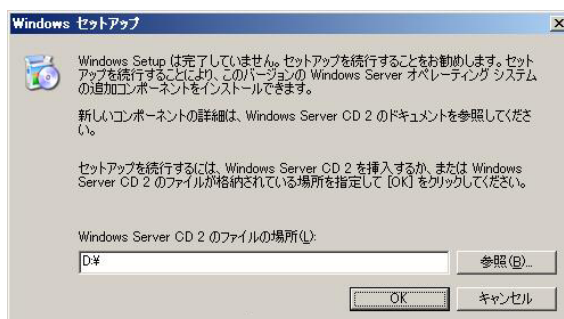 Windows セットアップ
Windows Setup は完了していません。セットアップを続行することをお勧めします。セット
アップを続行することにより、このバージョンの Windows Server オペレーティング システム
の追加コンポーネントをインストールできます。
新しいコンポーネントの詳細は、Windows Server CD 2 のドキュメントを参照してくださ
い。
セットアップを続行するには、Windows Server CD 2 を挿入するか、または Windows
Server CD 2 のファイルが格納されている場所を指定して [OK] をクリックしてください。
Windows Server CD 2 のファイルの場所(L):
D:¥
参照(B)...
OK
キャンセル